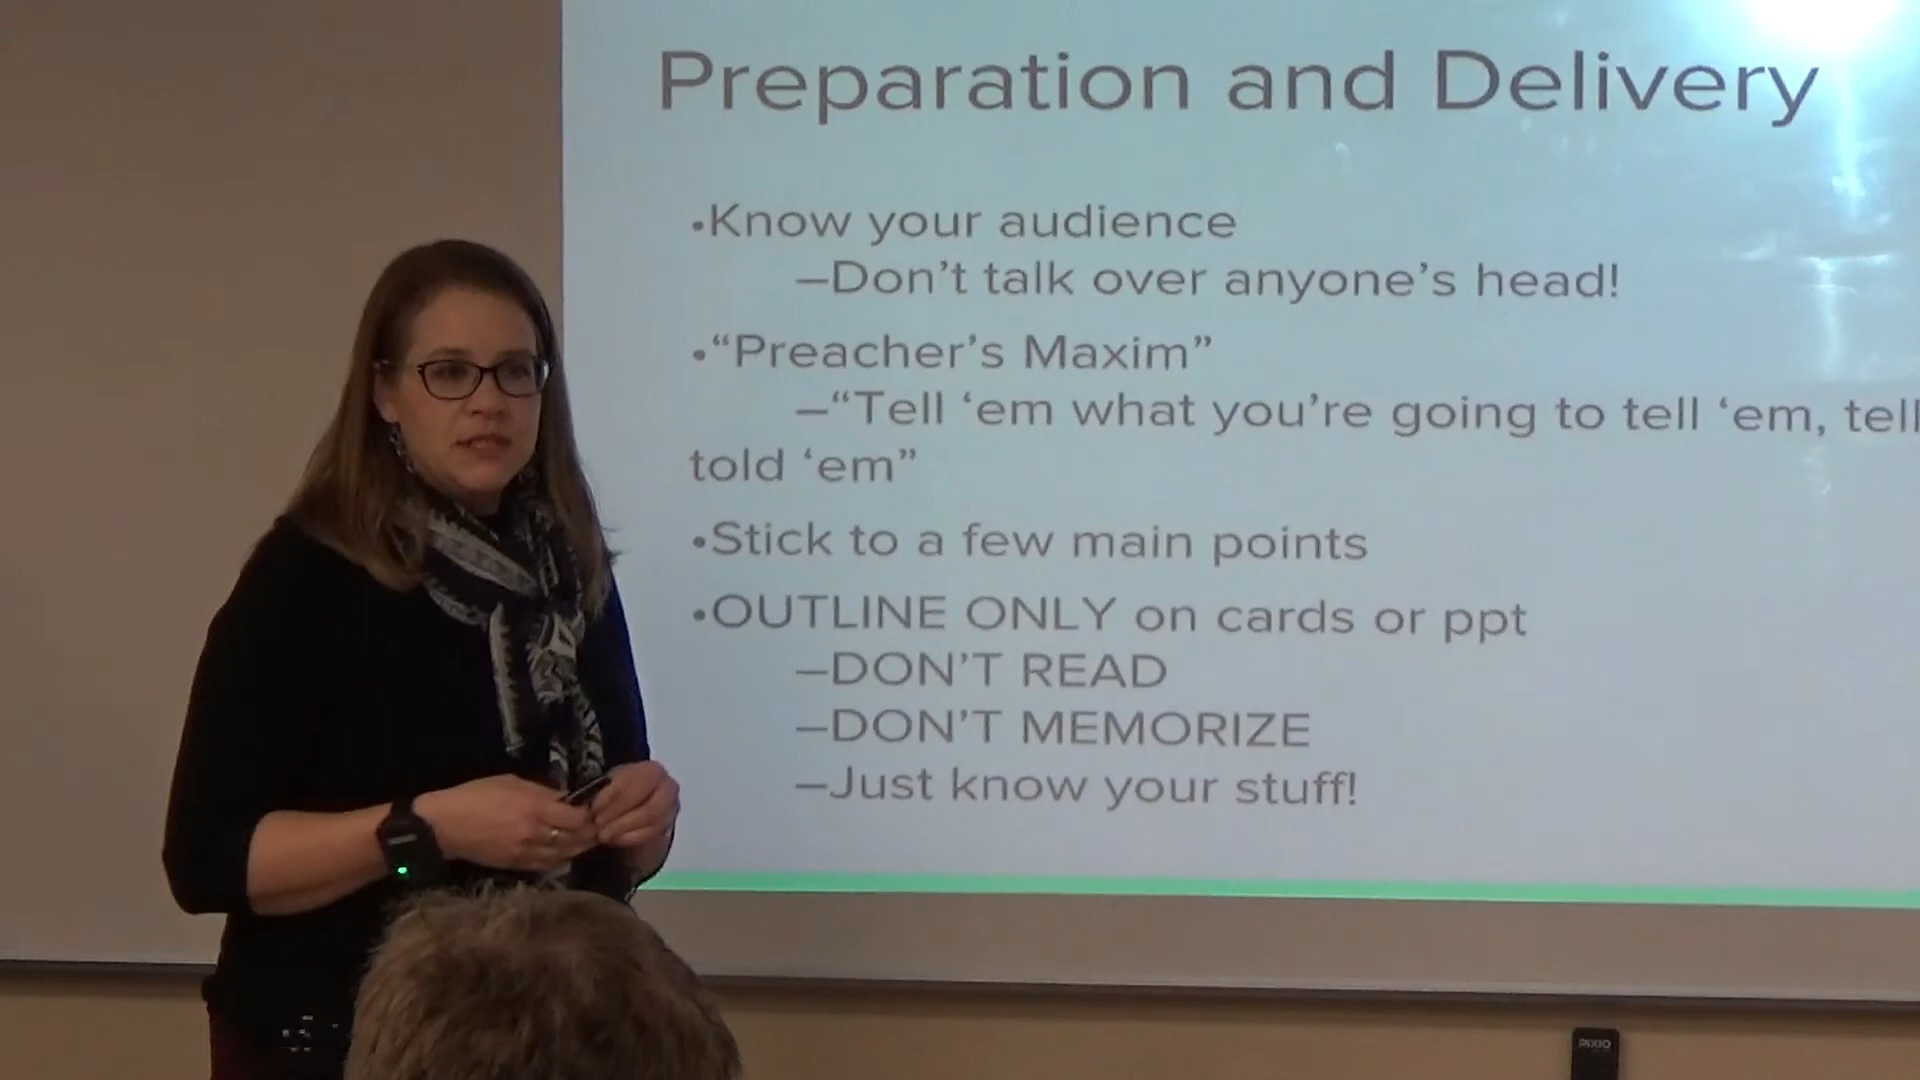 Preparation and Delivery
•Know your audience
–Don't talk over anyone's head!
•“Preacher's Maxim”
–“Tell ‘em what you're going to tell ‘em, tell
told ‘em”
•Stick to a few main points
•OUTLINE ONLY on cards or ppt
–DON'T READ
–DON'T MEMORIZE
–Just know your stuff!
PIXIO